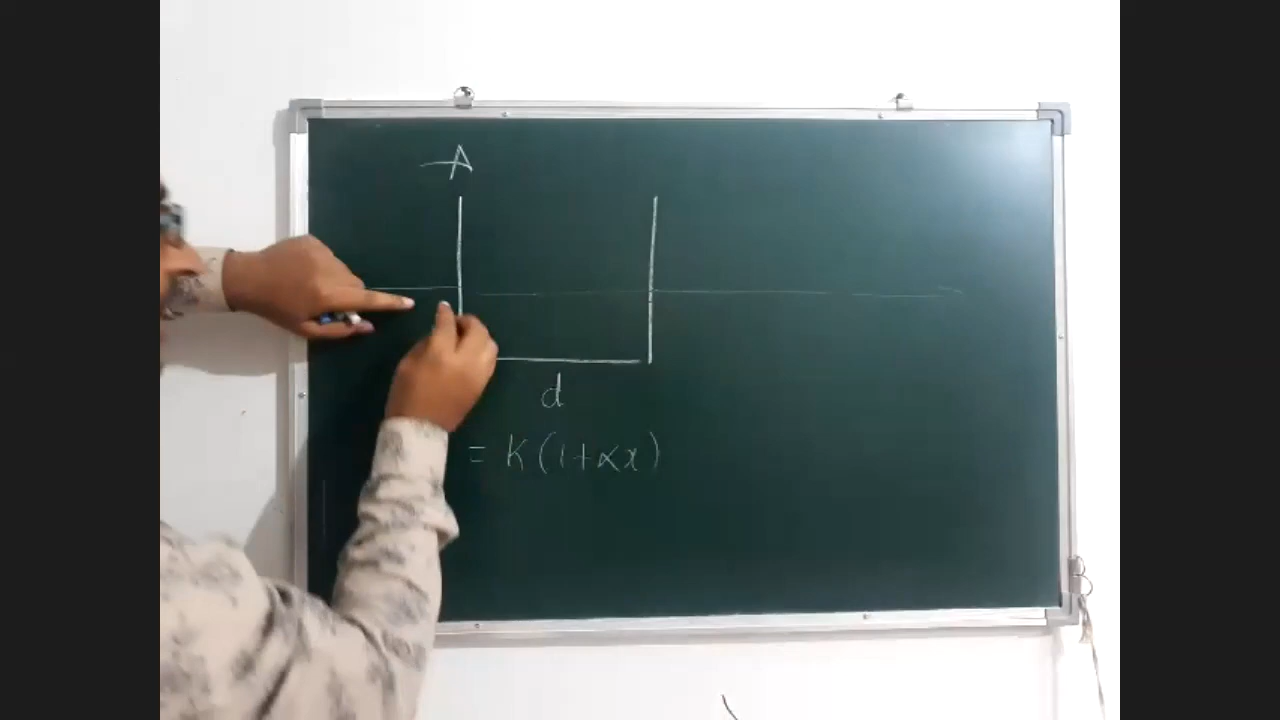 A
d
= K(1+αx)